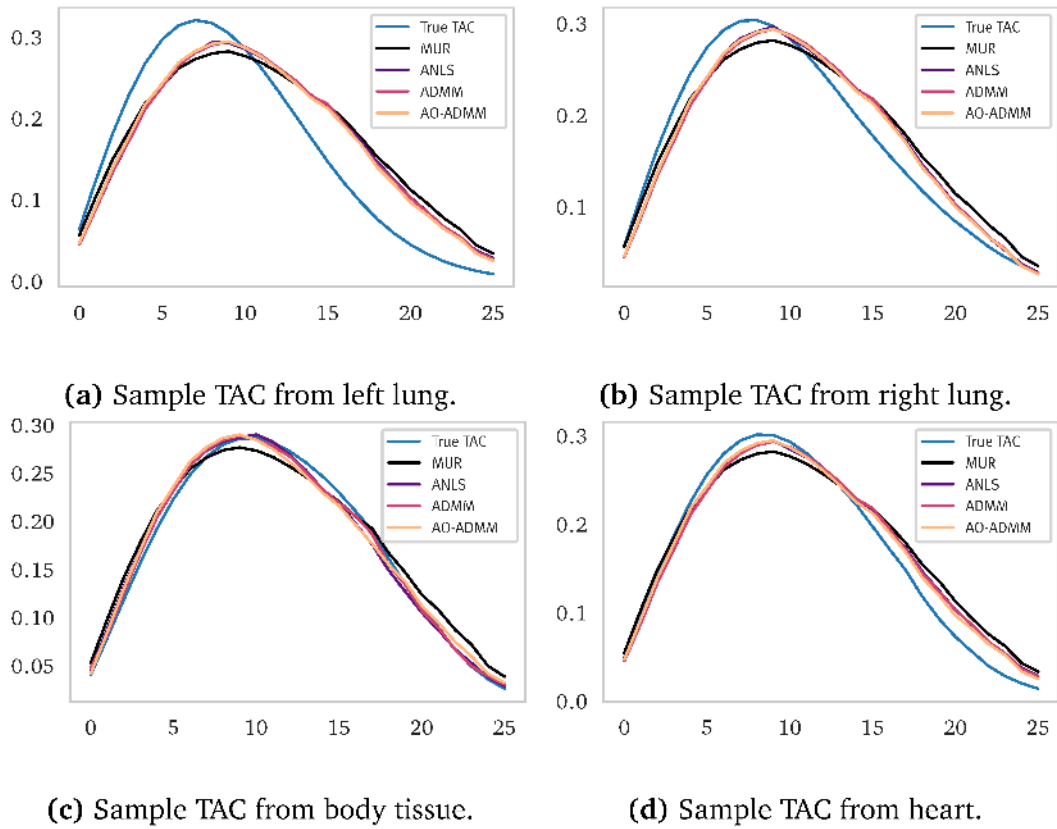 0.3
0.2
0.1
0.0
0 5 10 15 20 25
True TAC
MUR
ANLS
ADMM
AO-ADMM
(a) Sample TAC from left lung.
0.3
0.2
0.1
0 5 10 15 20 25
True TAC
MUR
ANLS
ADMM
AO-ADMM
(b) Sample TAC from right lung.
0.30
0.25
0.20
0.15
0.10
0.05
0 5 10 15 20 25
True TAC
MUR
ANLS
ADMM
AO-ADMM
(c) Sample TAC from body tissue.
0.3
0.2
0.1
0.0
0 5 10 15 20 25
True TAC
MUR
ANLS
ADMM
AO-ADMM
(d) Sample TAC from heart.